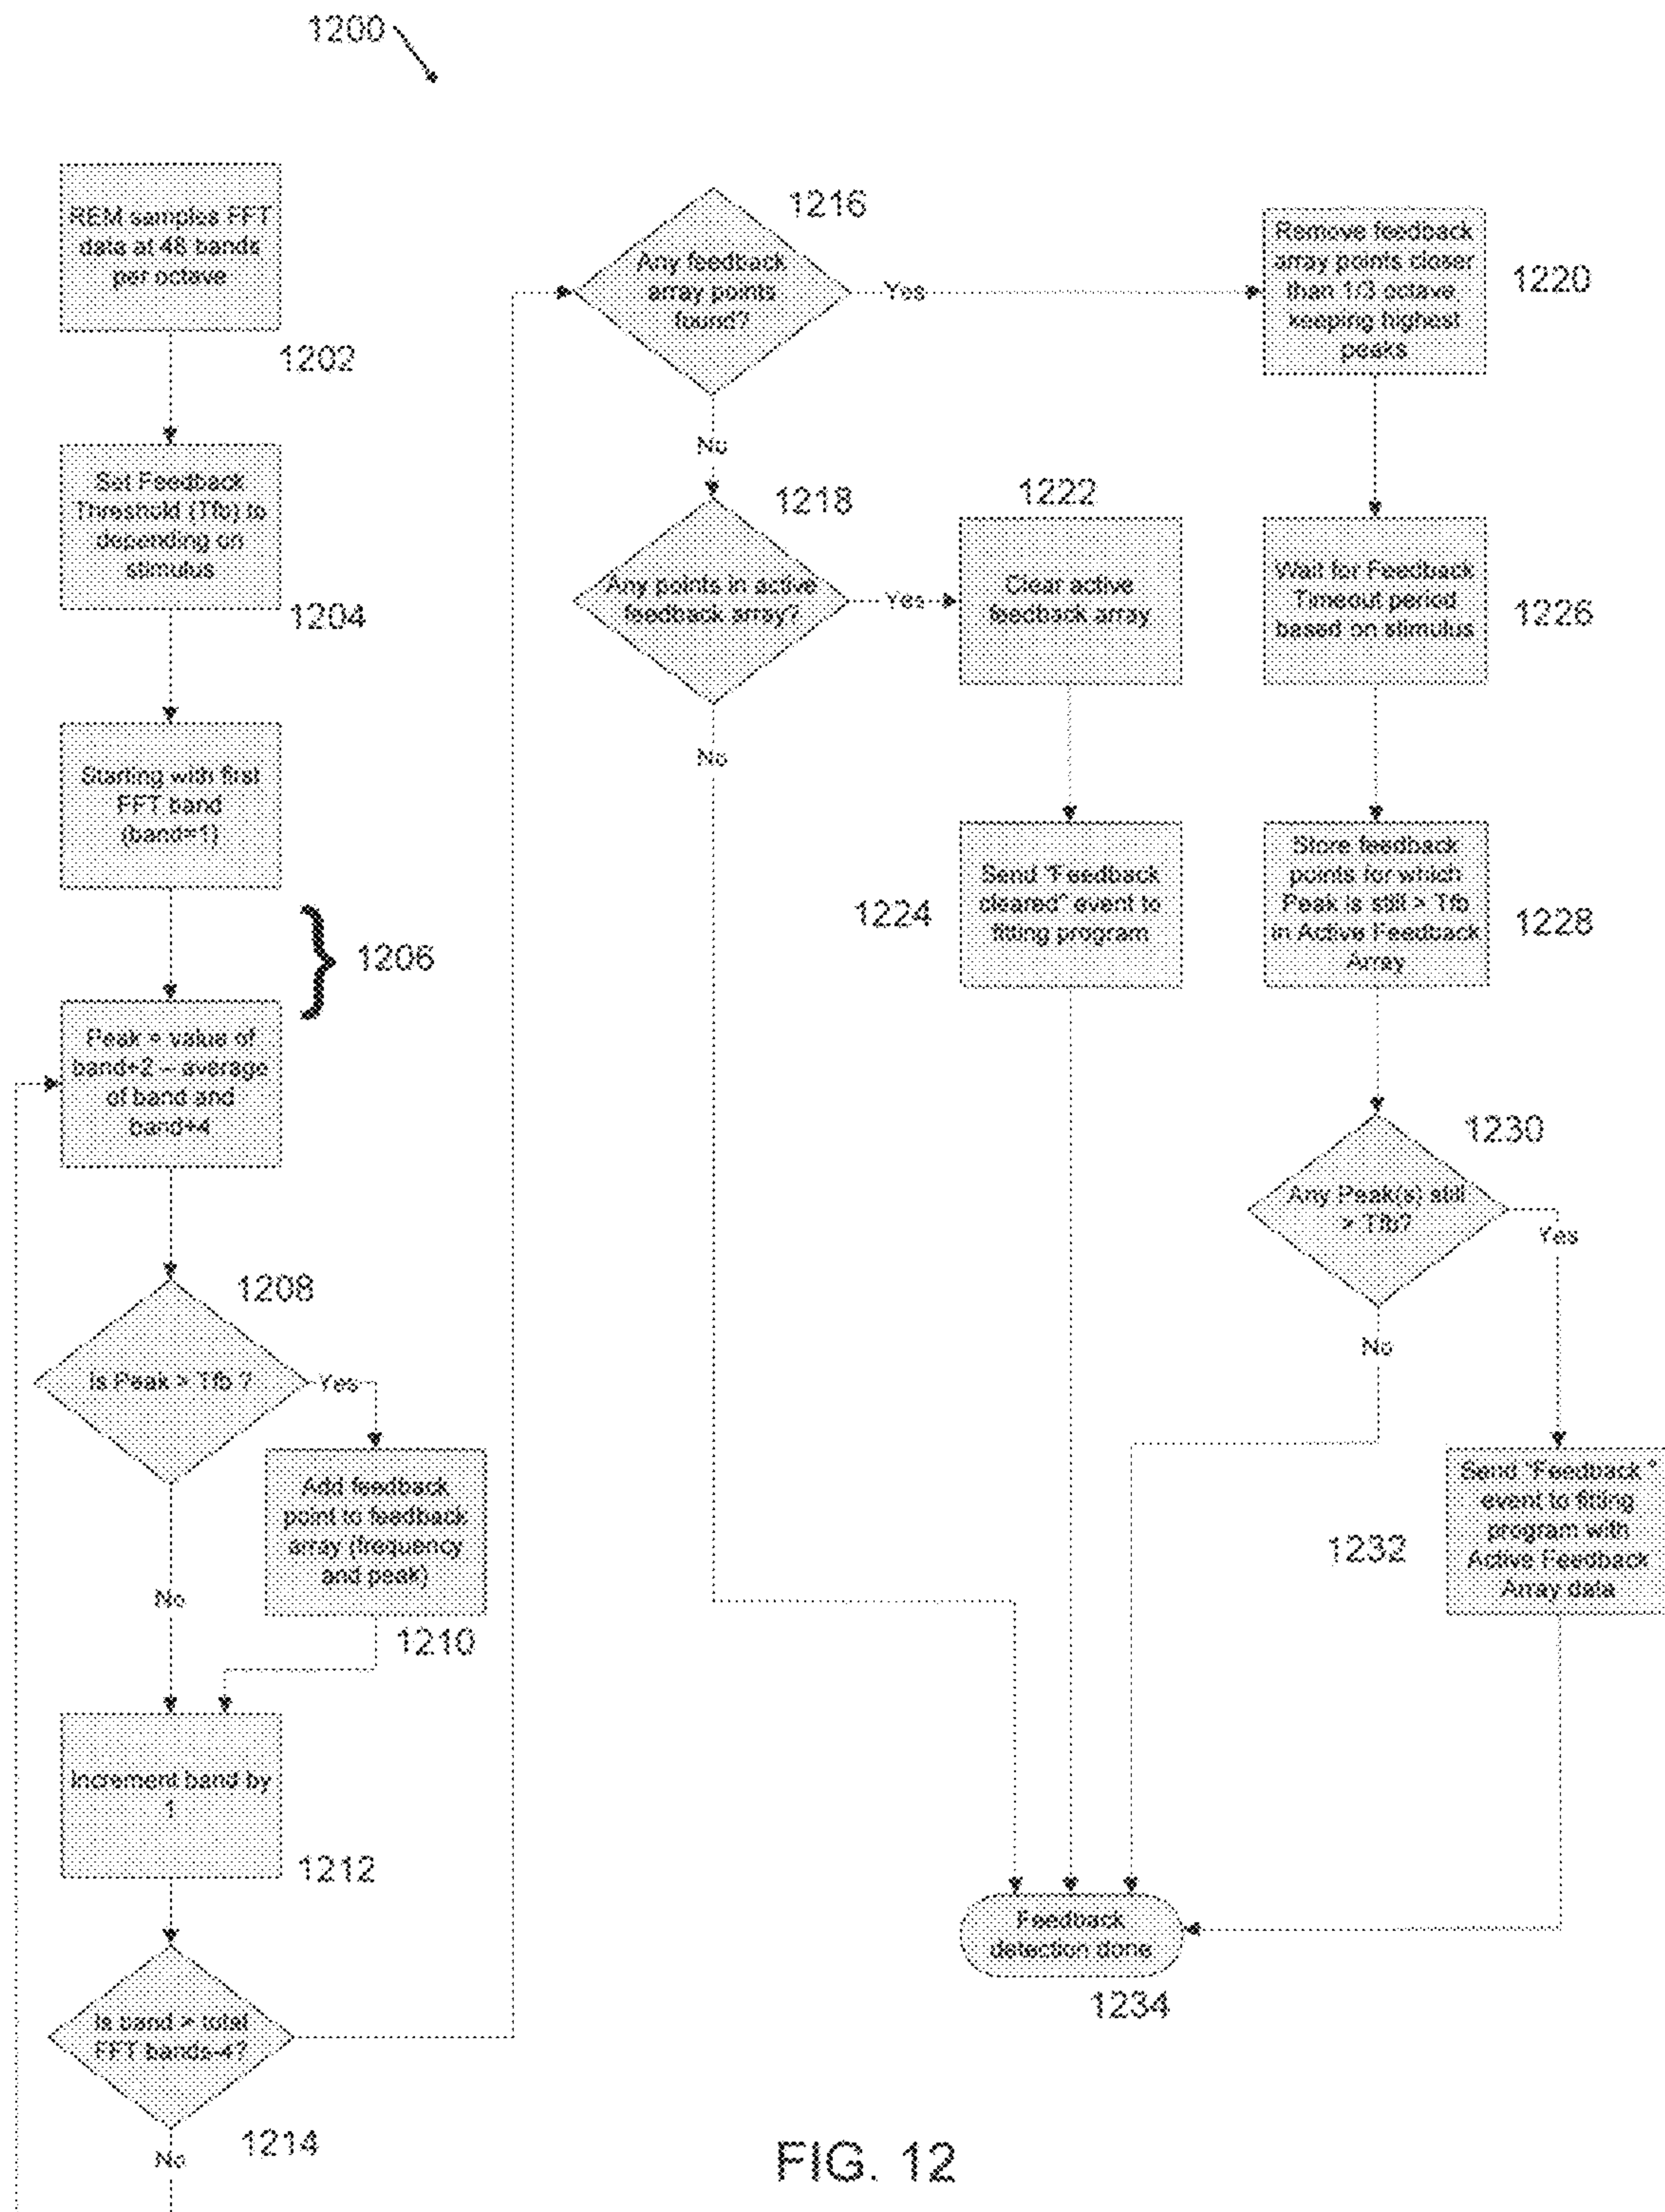 1200
REM samples FFT
data at 48 bands
per octave
1202
Set Feedback
Threshold (Tfb) to
depending on
stimulus
1204
Starting with first
FFT band
(band=1)
1206
Peak = value of
band+2 – average
of band and
band+4
1208
Is Peak > Tfb ?
Yes
No
Add feedback
point to feedback
array (frequency
and peak)
1210
Increment band by
1
1212
Is band > total
FFT bands-4?
1214
No
1216
Any feedback
array points
found?
Yes
No
1218
Any points in active
feedback array?
Yes
No
1222
Clear active
feedback array
1224
Send "Feedback
cleared" event to
fitting program
Remove feedback
array points closer
than 1/3 octave,
keeping highest
peaks
1220
Wait for Feedback
Timeout period
based on stimulus
1226
Store feedback
points for which
Peak is still > Tfb
in Active Feedback
Array
1228
1230
Any Peak(s) still
> Tfb?
Yes
No
1232
Send "Feedback "
event to fitting
program with
Active Feedback
Array data
Feedback
detection done
1234
FIG. 12